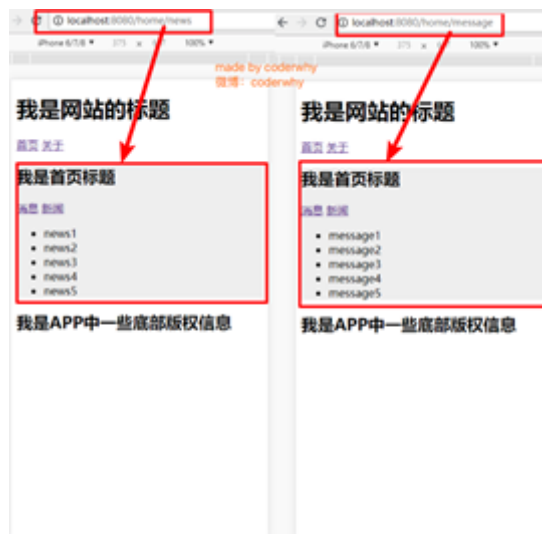 localhost:8080/home/news
iPhone 6/7/8 ▼ 375 x 100% ▼
made by coderwhy
微博：coderwhy
我是网站的标题
首页 关于
我是首页标题
消息 新闻
news1
news2
news3
news4
news5
我是APP中一些底部版权信息
localhost:8080/home/message
iPhone 6/7/8 ▼ 375 x 100% ▼
我是网站的标题
首页 关于
我是首页标题
消息 新闻
message1
message2
message3
message4
message5
我是APP中一些底部版权信息